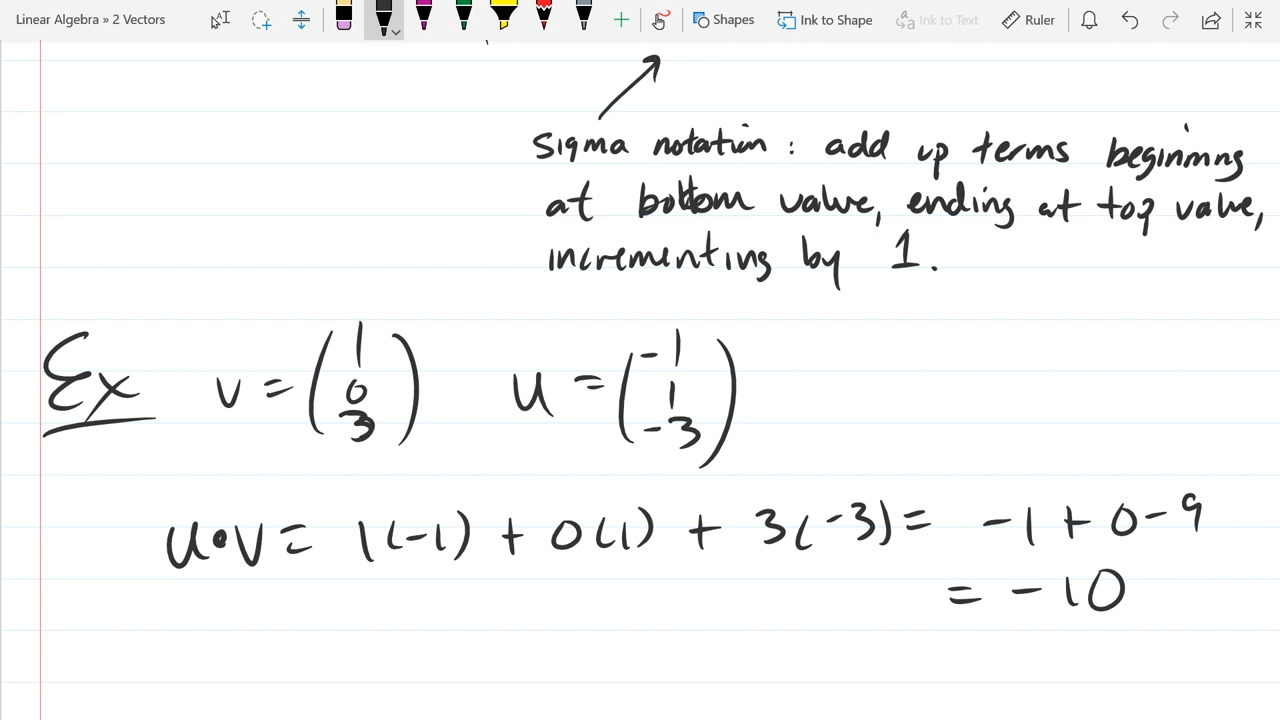 Linear Algebra » 2 Vectors
Shapes
Ink to Shape
Ink to Text
Ruler
Sigma notation : add up terms beginning
at bottom value, ending at top value,
incrementing by 1.
Ex v = (1 0 3) u = (-1 1 -3)
u•v = 1(-1) + 0(1) + 3(-3) = -1 + 0 - 9
= -10